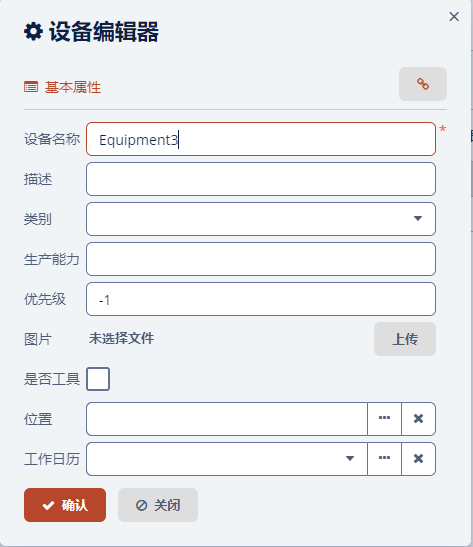 设备编辑器
基本属性
设备名称 Equipment3 *
描述
类别
生产能力
优先级 -1
图片 未选择文件 上传
是否工具
位置
工作日历
确认 关闭